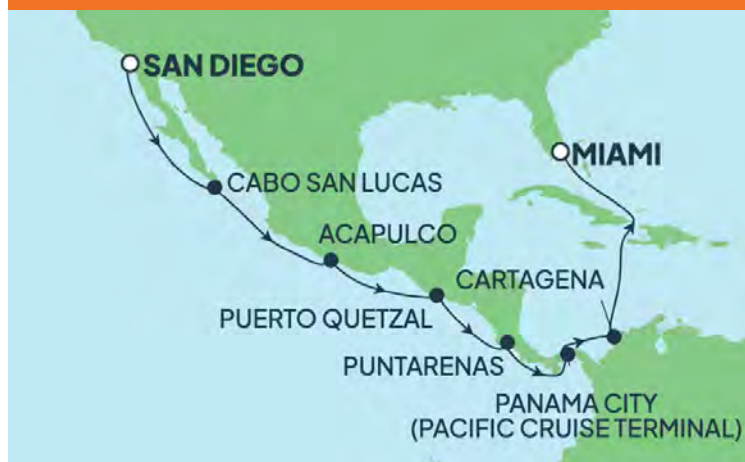 SAN DIEGO
MIAMI
CABO SAN LUCAS
ACAPULCO
CARTAGENA
PUERTO QUETZAL
PUNTARENAS
PANAMA CITY
(PACIFIC CRUISE TERMINAL)